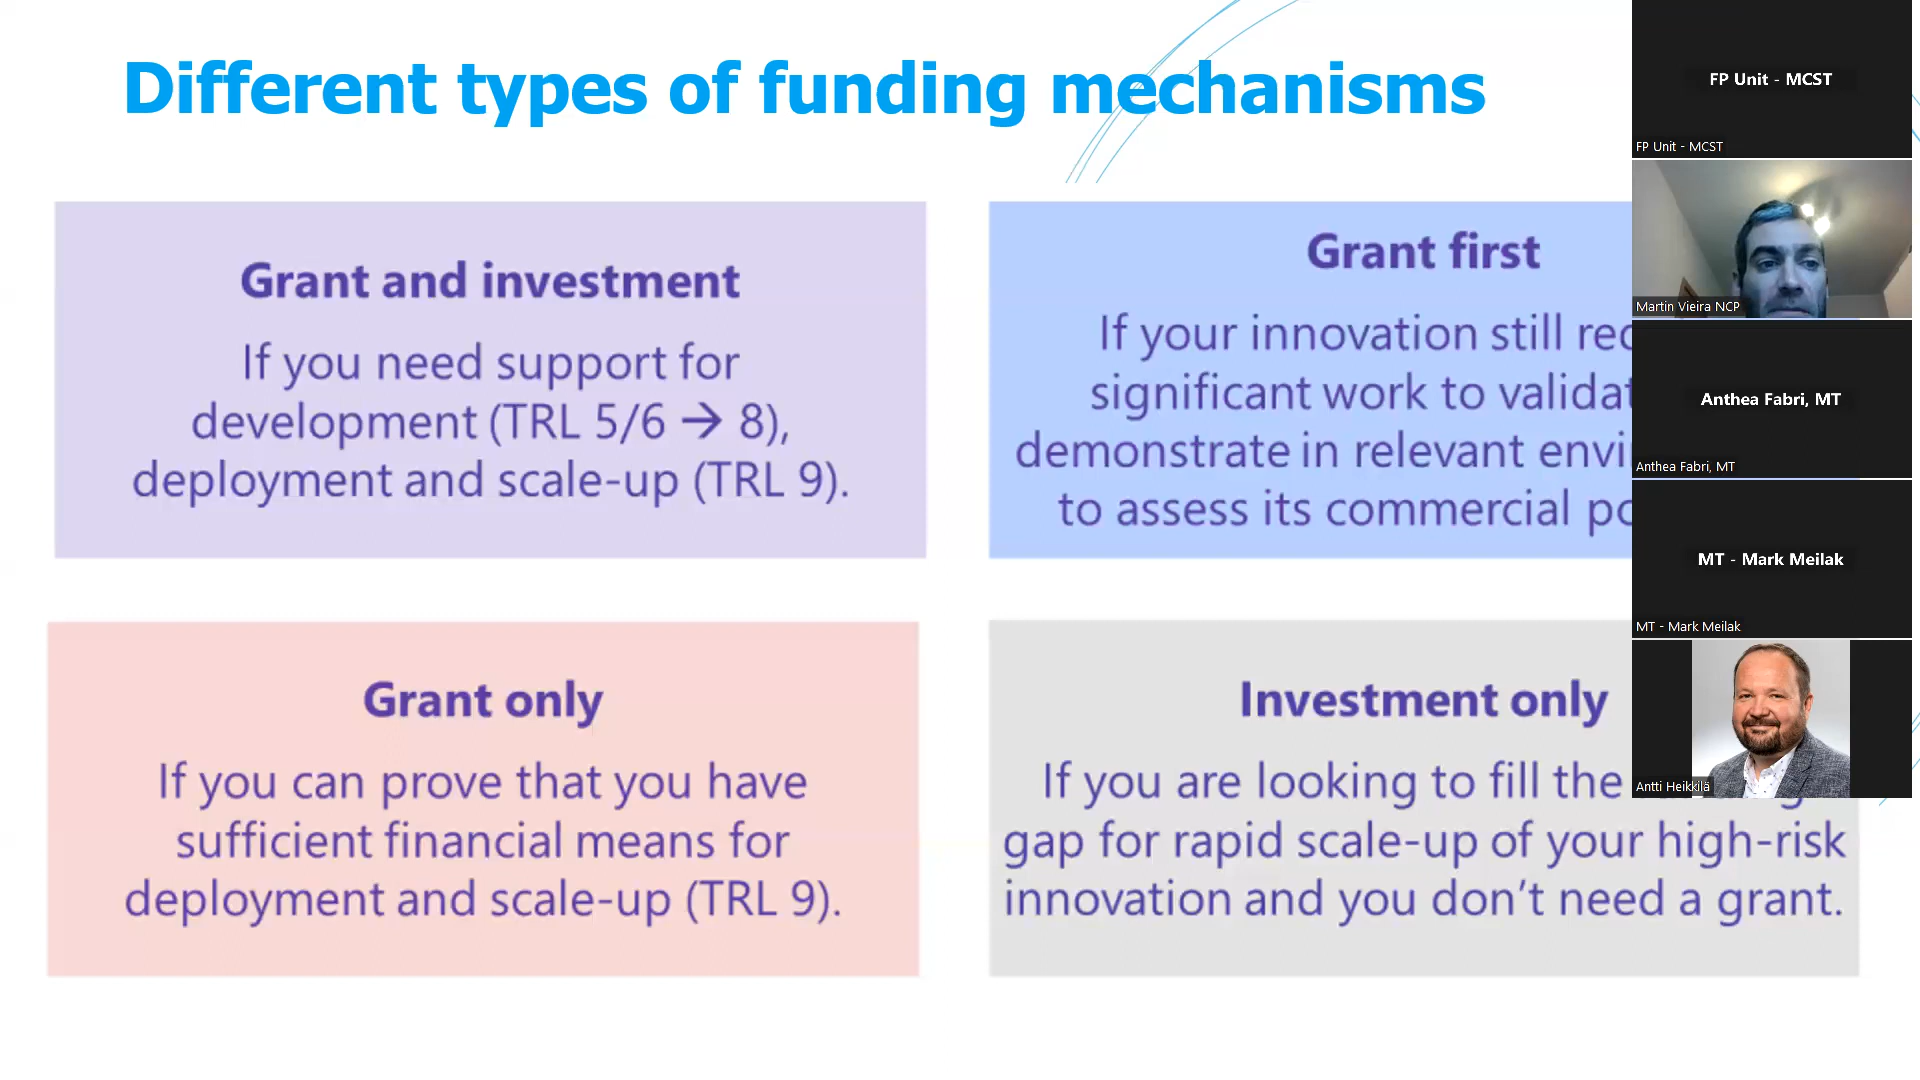 Different types of funding mechanisms
Grant and investment
If you need support for
development (TRL 5/6 → 8),
deployment and scale-up (TRL 9).
Grant first
If your innovation still
significant work to
demonstrate in relevant
to assess its commercial
Grant only
If you can prove that you have
sufficient financial means for
deployment and scale-up (TRL 9).
Investment only
If you are looking to fill the
gap for rapid scale-up of your high-risk
innovation and you don’t need a grant.
FP Unit - MCST
FP Unit - MCST
Martin Vieira NCP
Anthea Fabri, MT
Anthea Fabri, MT
MT - Mark Meilak
MT - Mark Meilak
Antti Heikkilä